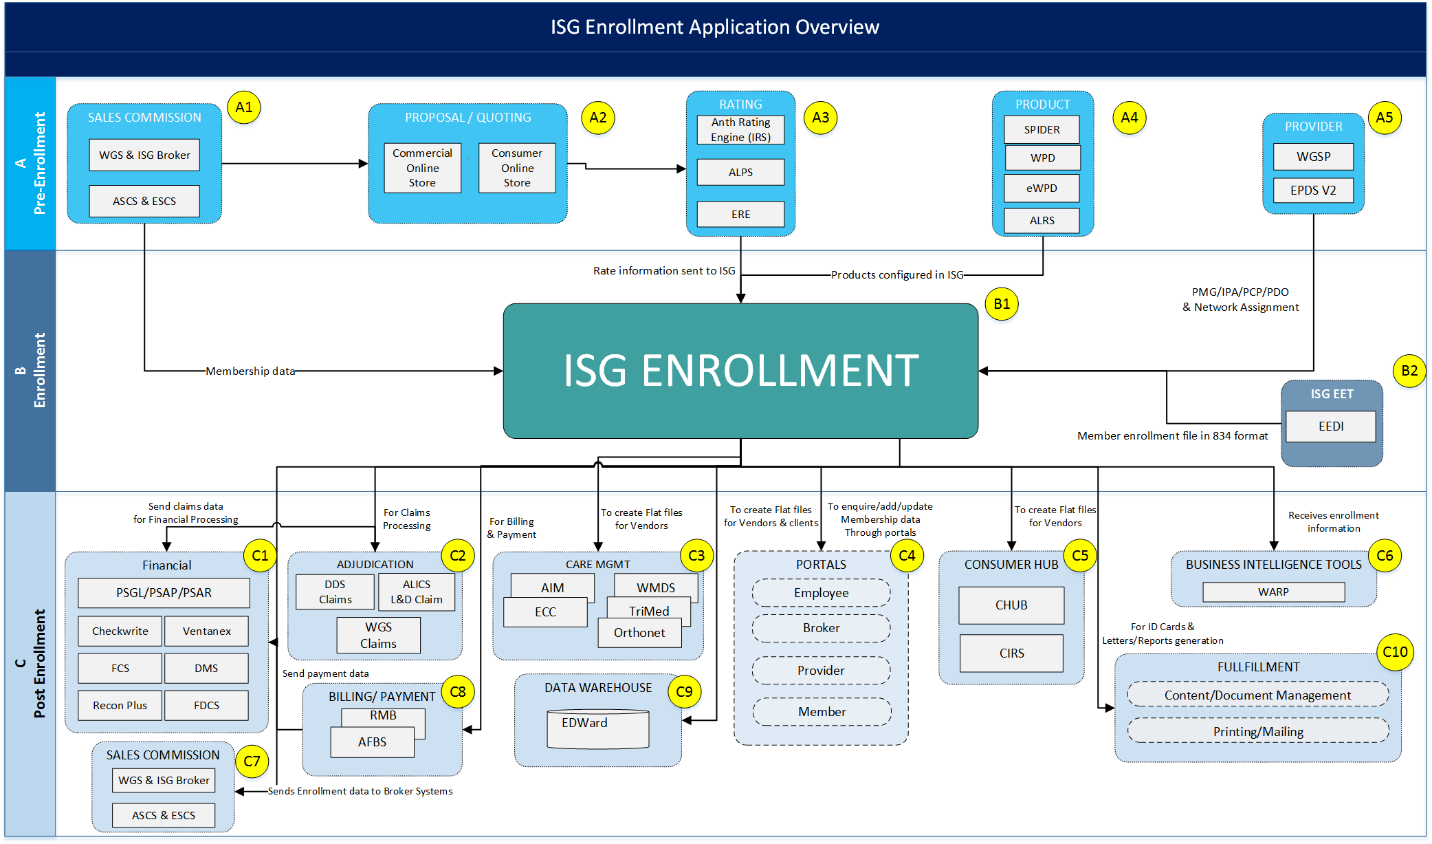 ISG Enrollment Application Overview
A
Pre-Enrollment
SALES COMMISSION
A1
WGS & ISG Broker
ASCS & ESCS
PROPOSAL / QUOTING
A2
Commercial
Online
Store
Consumer
Online
Store
RATING
A3
Anth Rating
Engine (IRS)
ALPS
ERE
PRODUCT
A4
SPIDER
WPD
eWPD
ALRS
PROVIDER
A5
WGSP
EPDS V2
B
Enrollment
Rate information sent to ISG
Products configured in ISG
PMG/IPA/PCP/PDO
& Network Assignment
B1
ISG ENROLLMENT
Membership data
B2
ISG EET
EEDI
Member enrollment file in 834 format
C
Post Enrollment
Send claims data
for Financial Processing
For Claims
Processing
For Billing
& Payment
To create Flat files
for Vendors
To create Flat files
for Vendors & clients
To enquire/add/update
Membership data
Through portals
To create Flat files
for Vendors
Receives enrollment
information
Financial
C1
PSGL/PSAP/PSAR
Checkwrite
Ventanex
FCS
DMS
Recon Plus
FDCS
ADJUDICATION
C2
DDS
Claims
ALICS
L&D Claim
WGS
Claims
CARE MGMT
C3
AIM
ECC
WMDS
TriMed
Orthonet
PORTALS
C4
Employee
Broker
Provider
Member
CONSUMER HUB
C5
CHUB
CIRS
BUSINESS INTELLIGENCE TOOLS
C6
WARP
For ID Cards &
Letters/Reports generation
C10
FULLFILLMENT
Content/Document Management
Printing/Mailing
Send payment data
BILLING/ PAYMENT
C8
RMB
AFBS
DATA WAREHOUSE
C9
EDWard
SALES COMMISSION
C7
WGS & ISG Broker
ASCS & ESCS
Sends Enrollment data to Broker Systems